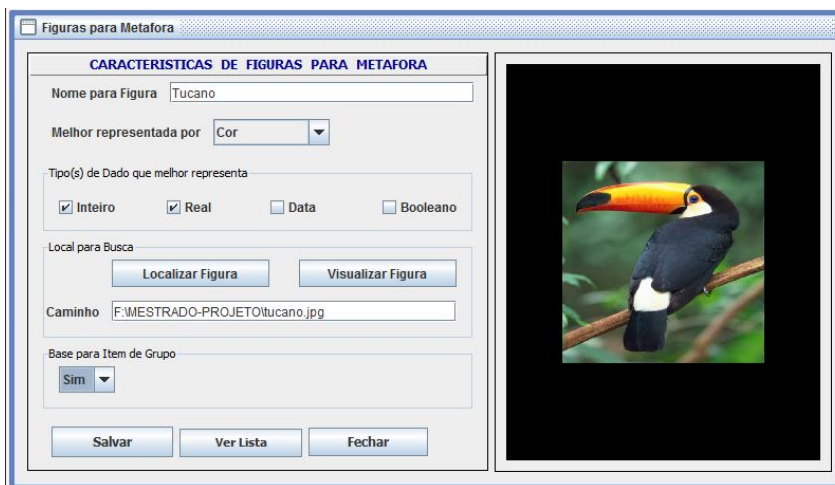 Figuras para Metafora
CARACTERISTICAS DE FIGURAS PARA METAFORA
Nome para Figura Tucano
Melhor representada por Cor
Tipo(s) de Dado que melhor representa
Inteiro Real Data Booleano
Local para Busca
Localizar Figura Visualizar Figura
Caminho F:\MESTRADO-PROJETO\tucano.jpg
Base para Item de Grupo
Sim
Salvar Ver Lista Fechar